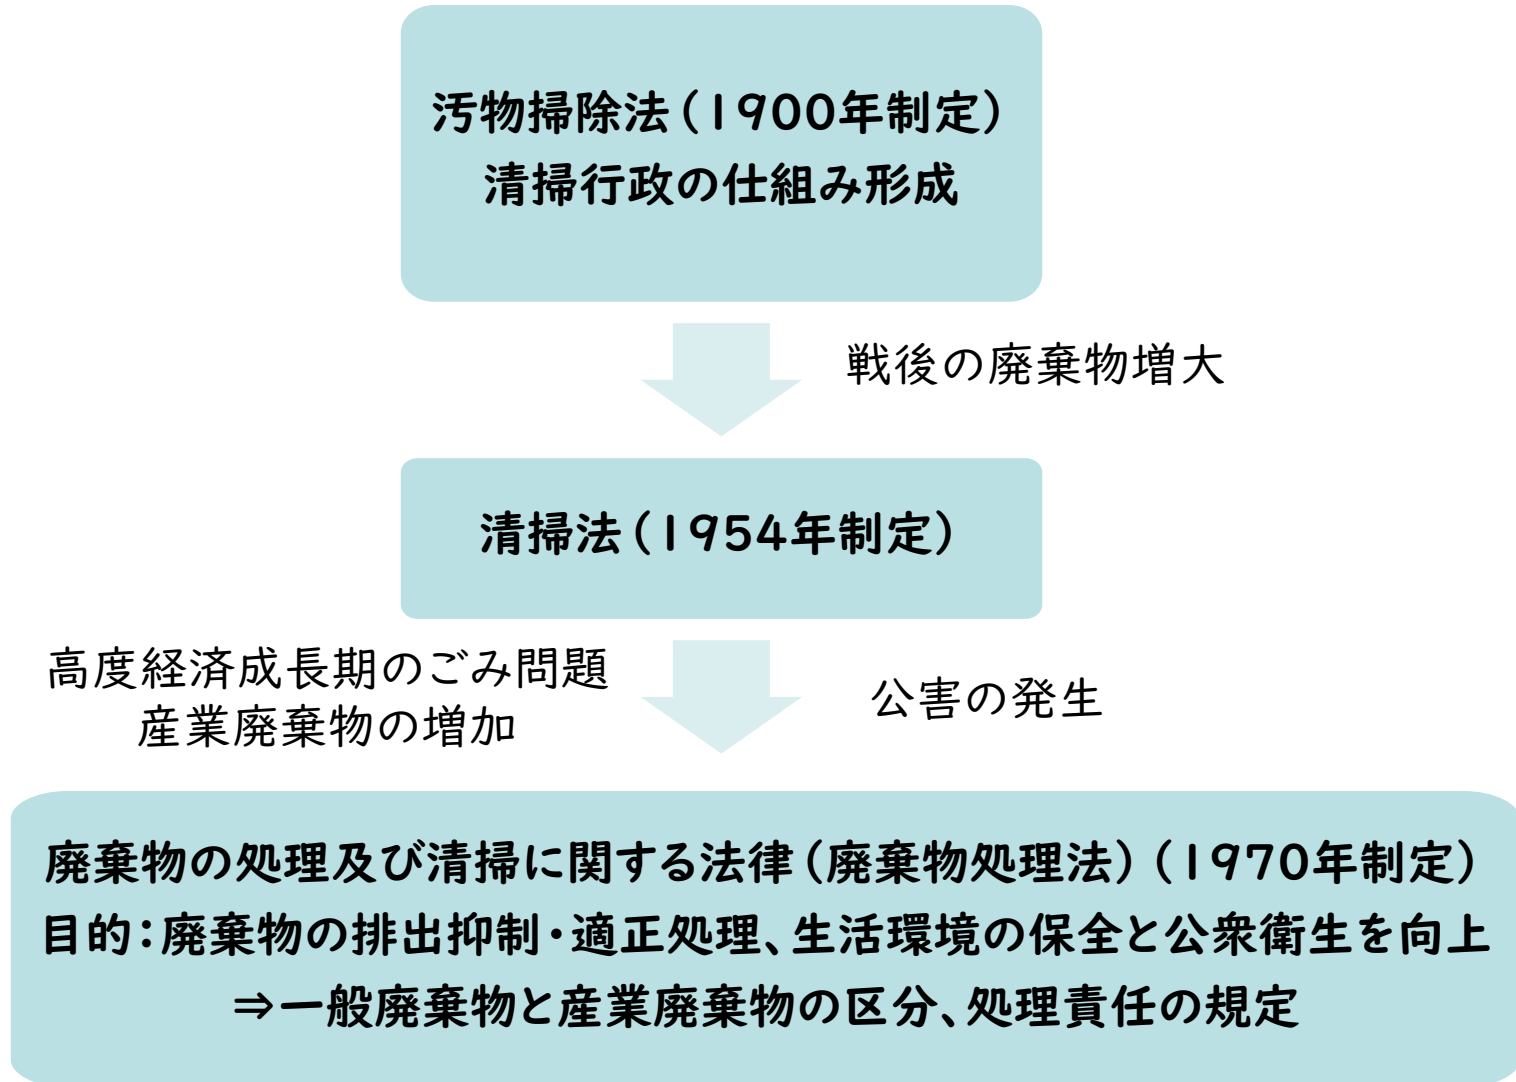 汚物掃除法(1900年制定)
清掃行政の仕組み形成
戦後の廃棄物増大
清掃法(1954年制定)
高度経済成長期のごみ問題
産業廃棄物の増加
公害の発生
廃棄物の処理及び清掃に関する法律(廃棄物処理法)(1970年制定)
目的:廃棄物の排出抑制・適正処理、生活環境の保全と公衆衛生を向上
⇒一般廃棄物と産業廃棄物の区分、処理責任の規定